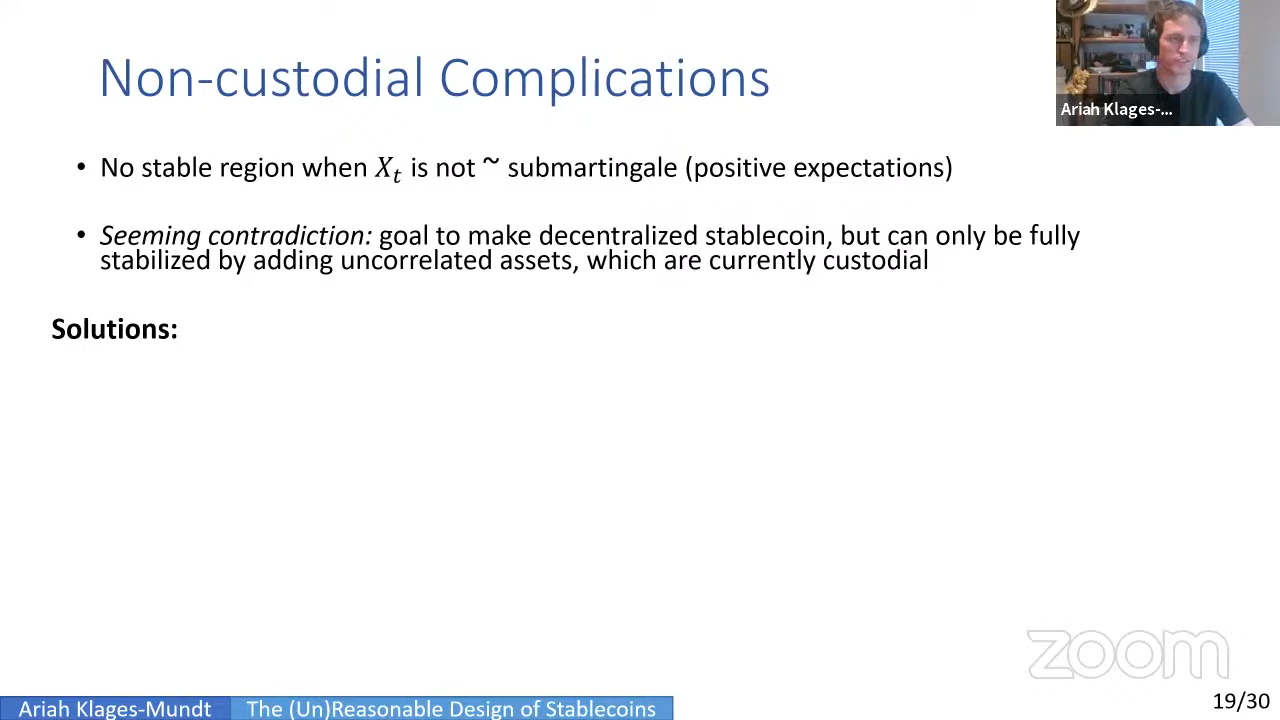 Non-custodial Complications
Ariah Klages-...
• No stable region when Xₜ is not ~ submartingale (positive expectations)
• Seeming contradiction: goal to make decentralized stablecoin, but can only be fully
stabilized by adding uncorrelated assets, which are currently custodial
Solutions:
zoom
Ariah Klages-Mundt
The (Un)Reasonable Design of Stablecoins
19/30